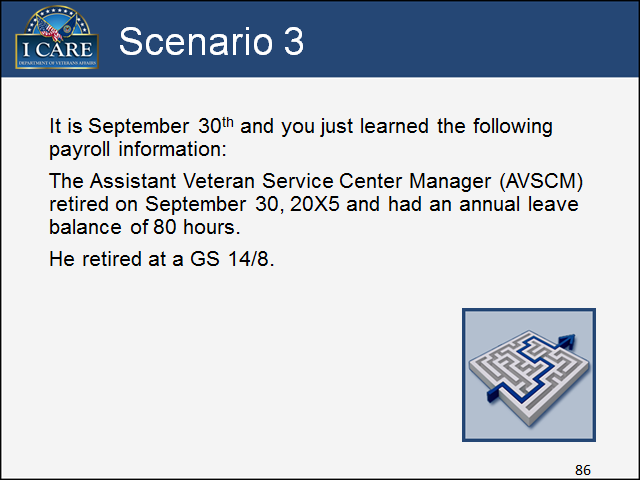 I CARE
DEPARTMENT OF VETERANS AFFAIRS
Scenario 3
It is September 30th and you just learned the following
payroll information:
The Assistant Veteran Service Center Manager (AVSCM)
retired on September 30, 20X5 and had an annual leave
balance of 80 hours.
He retired at a GS 14/8.
86